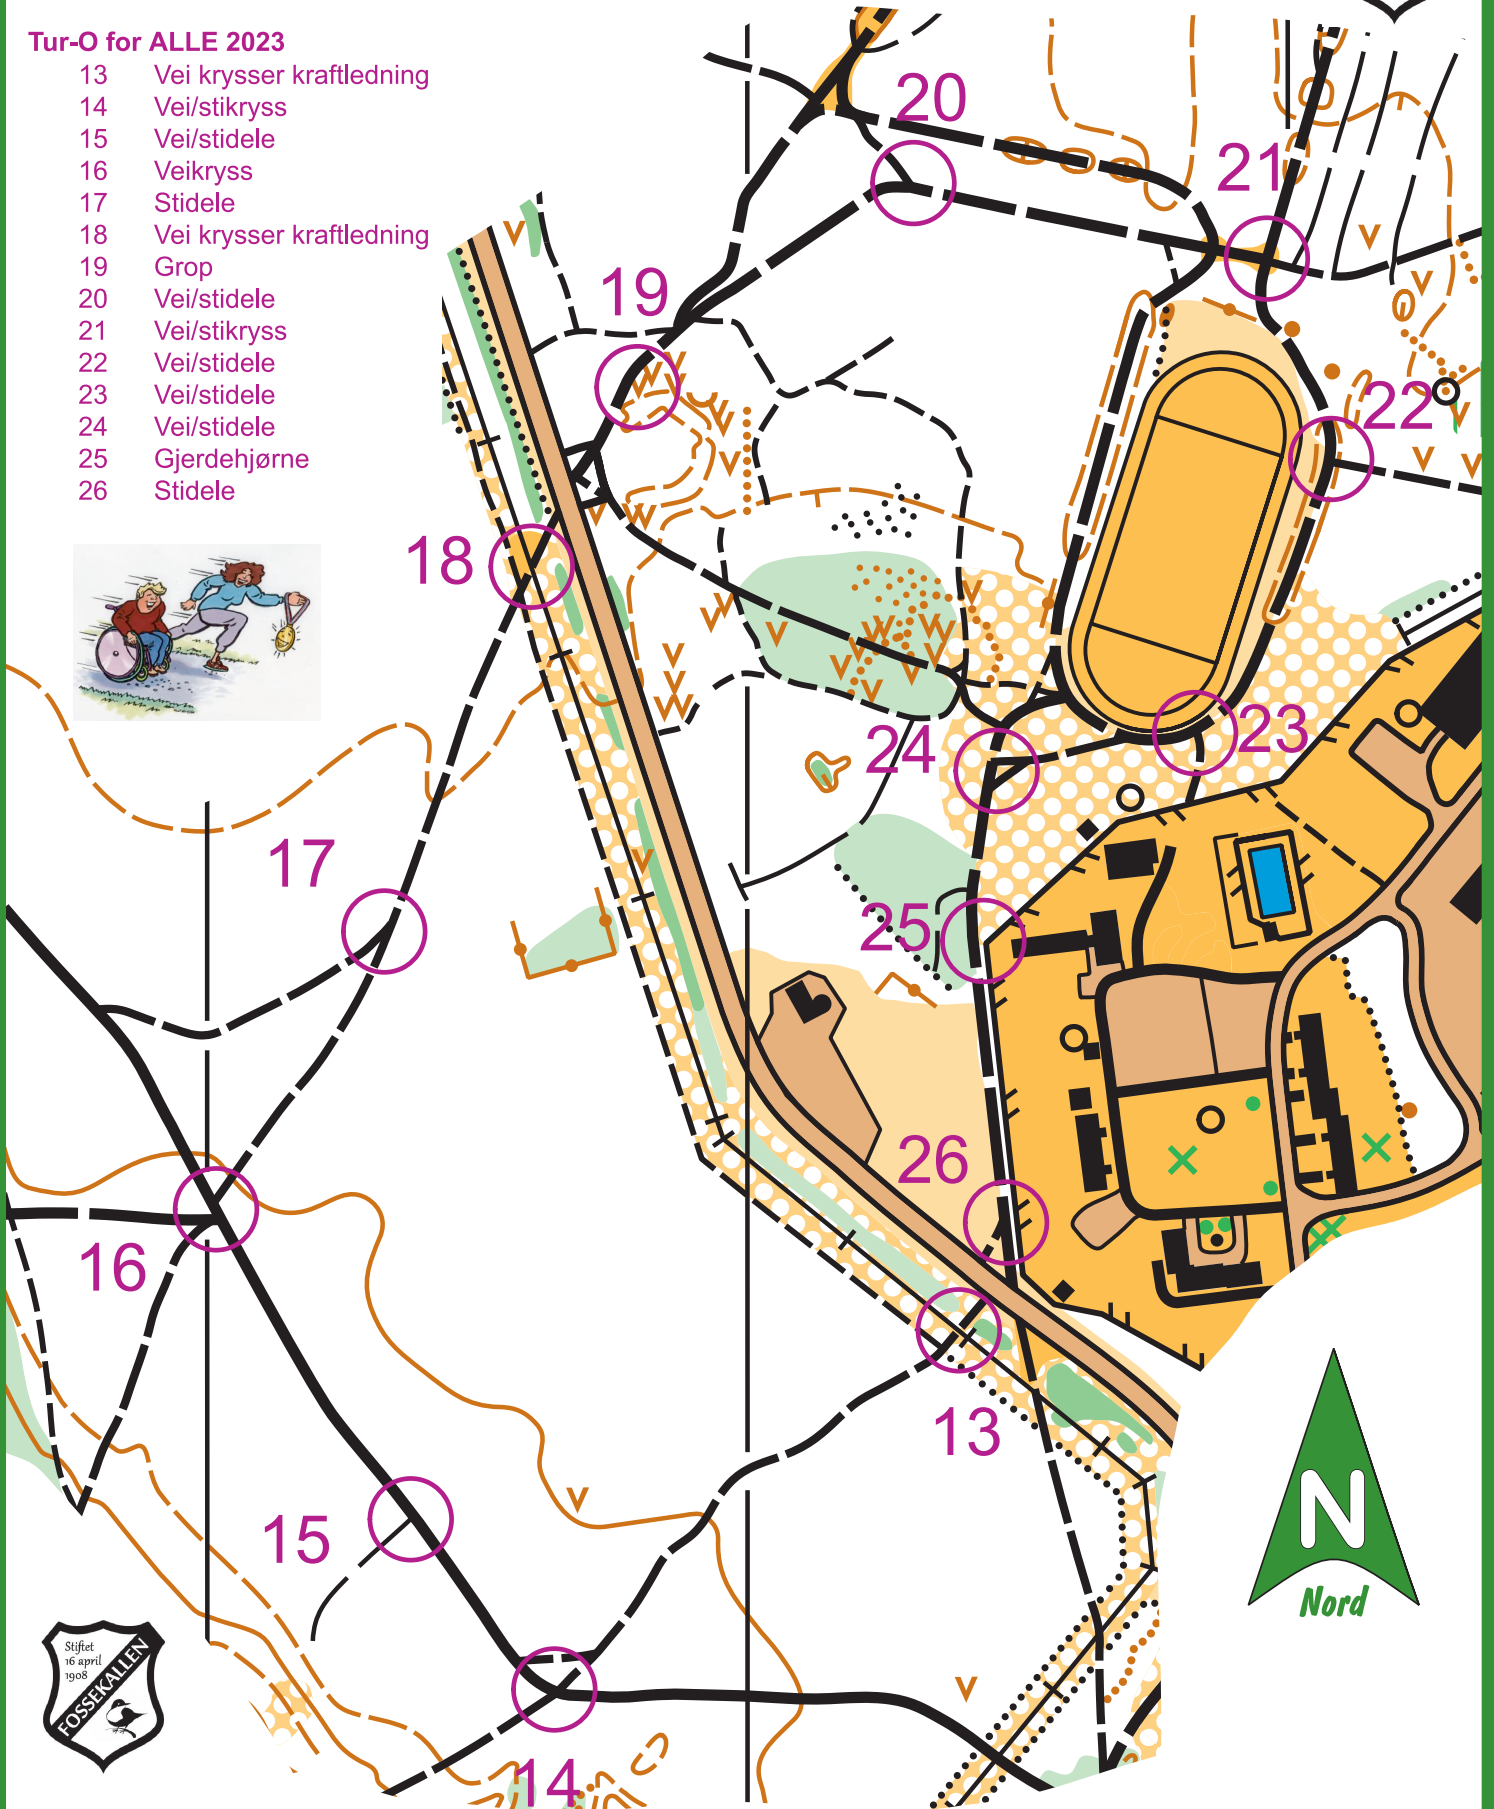 Tur-O for ALLE 2023
13 Vei krysser kraftledning
14 Vei/stikryss
15 Vei/stidele
16 Veikryss
17 Stidele
18 Vei krysser kraftledning
19 Grop
20 Vei/stidele
21 Vei/stikryss
22 Vei/stidele
23 Vei/stidele
24 Vei/stidele
25 Gjerdehjørne
26 Stidele
20
21
19
22
18
23
24
17
25
26
16
13
15
14
N
Nord
Stiftet
16 april
1908
FOSSEKALLEN